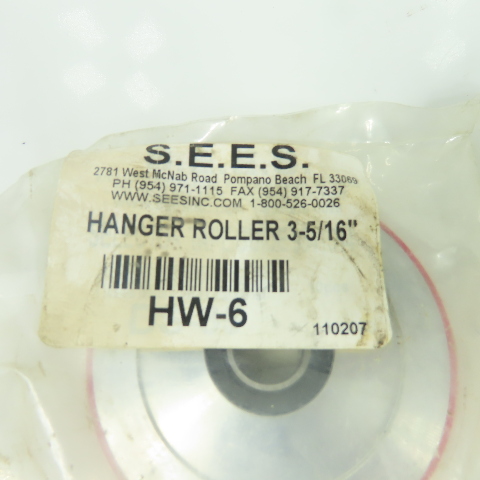 S.E.E.S.
2781 West McNab Road Pompano Beach FL 33069
PH (954) 971-1115 FAX (954) 917-7337
WWW.SEESINC.COM 1-800-526-0026
HANGER ROLLER 3-5/16"
HW-6
110207